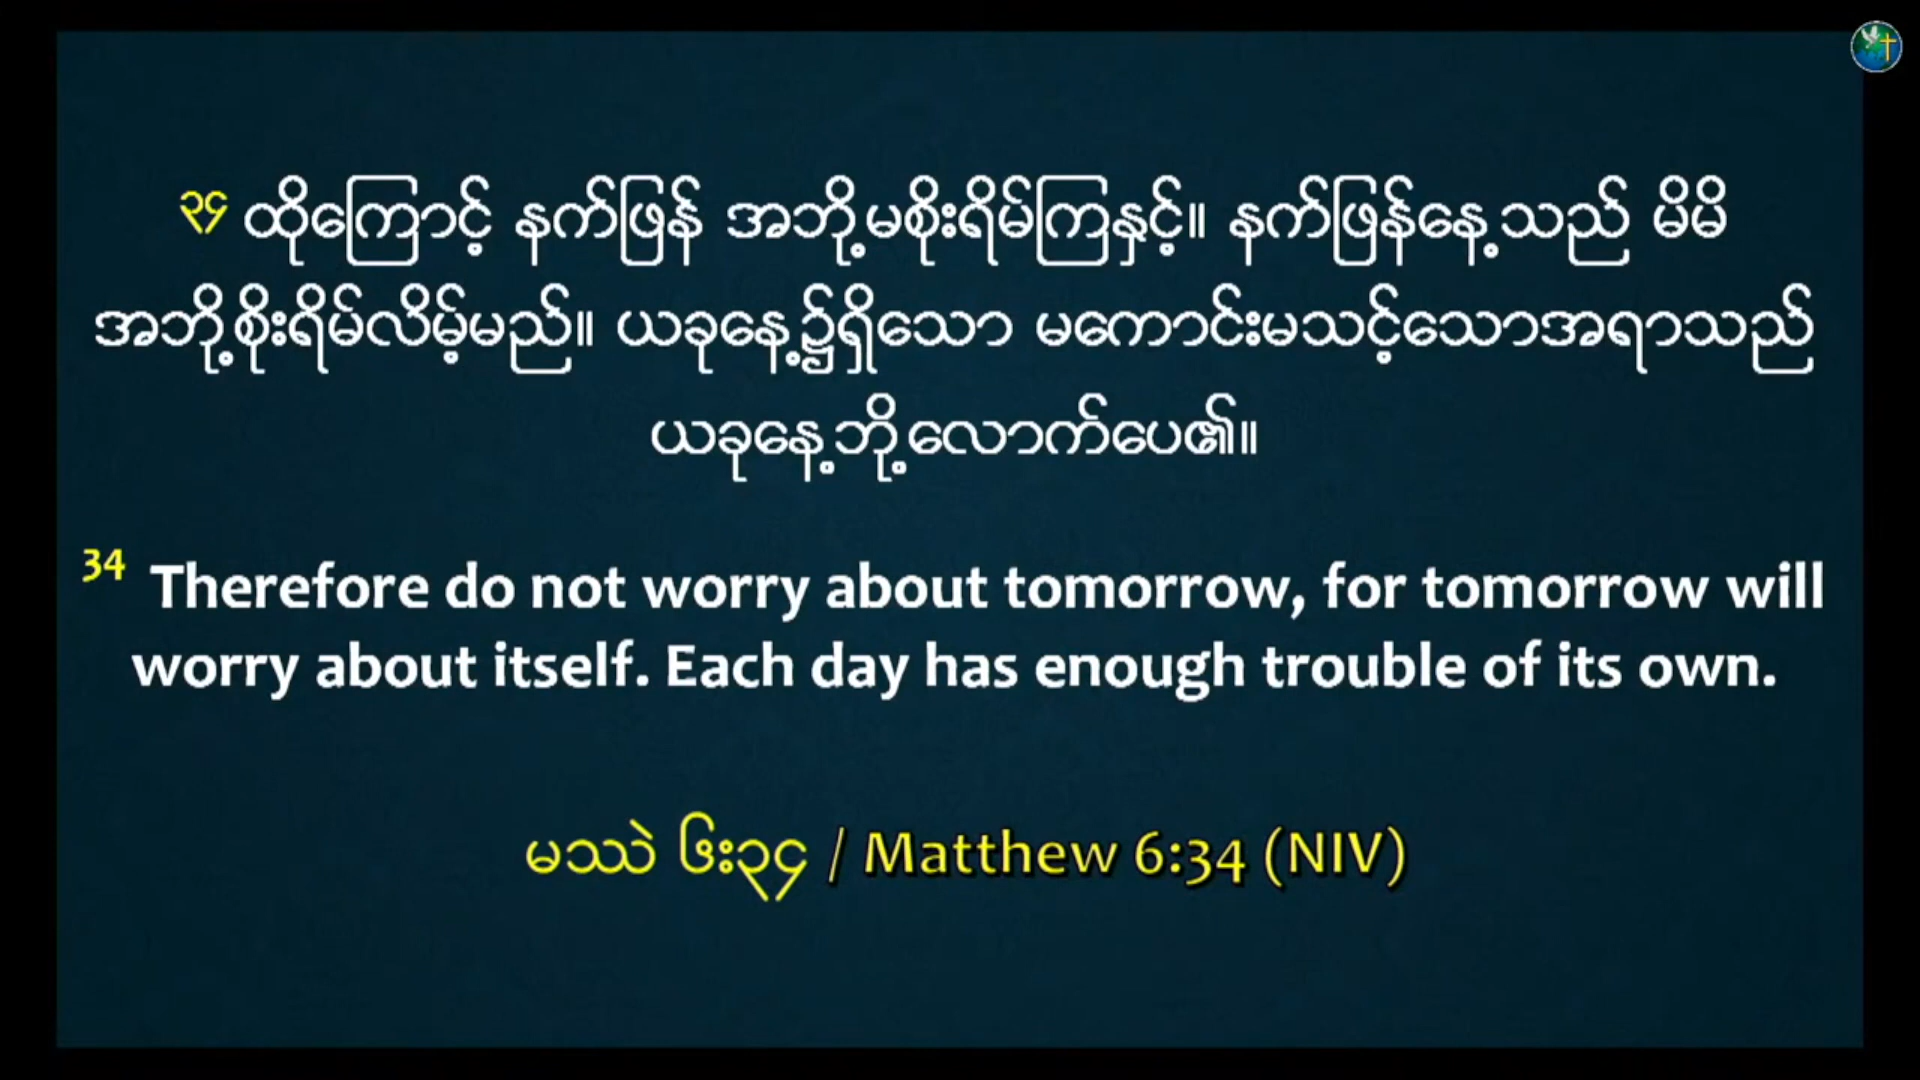 ၃၄ ထိုကြောင့် နက်ဖြန် အဘို့မစိုးရိမ်ကြနှင့်။ နက်ဖြန်နေ့သည် မိမိ
အဘို့စိုးရိမ်လိမ့်မည်။ ယခုနေ့၌ရှိသော မကောင်းမသင့်သောအရာသည်
ယခုနေ့ဘို့လောက်ပေ၏။
34 Therefore do not worry about tomorrow, for tomorrow will
worry about itself. Each day has enough trouble of its own.
မဿဲ ၆း၃၄ / Matthew 6:34 (NIV)